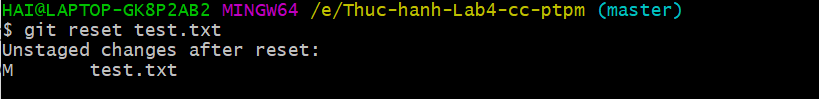 HAI@LAPTOP-GK8P2AB2 MINGW64 /e/Thuc-hanh-Lab4-cc-ptpm (master)
$ git reset test.txt
Unstaged changes after reset:
M       test.txt